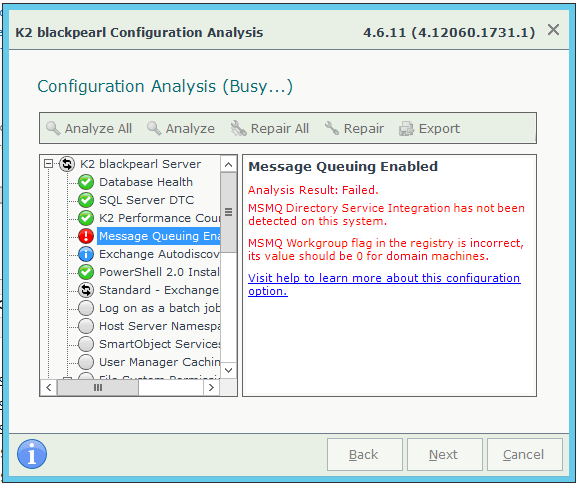 K2 blackpearl Configuration Analysis 4.6.11 (4.12060.1731.1)
Configuration Analysis (Busy...)
Analyze All Analyze Repair All Repair Export
K2 blackpearl Server
Database Health
SQL Server DTC
K2 Performance Cou
Message Queuing Ena
Exchange Autodiscov
PowerShell 2.0 Instal
Standard - Exchange
Log on as a batch job
Host Server Namespa
SmartObject Services
User Manager Cachin
File System Permissi
Message Queuing Enabled
Analysis Result: Failed.
MSMQ Directory Service Integration has not been
detected on this system.
MSMQ Workgroup flag in the registry is incorrect,
its value should be 0 for domain machines.
Visit help to learn more about this configuration
option.
Back Next Cancel